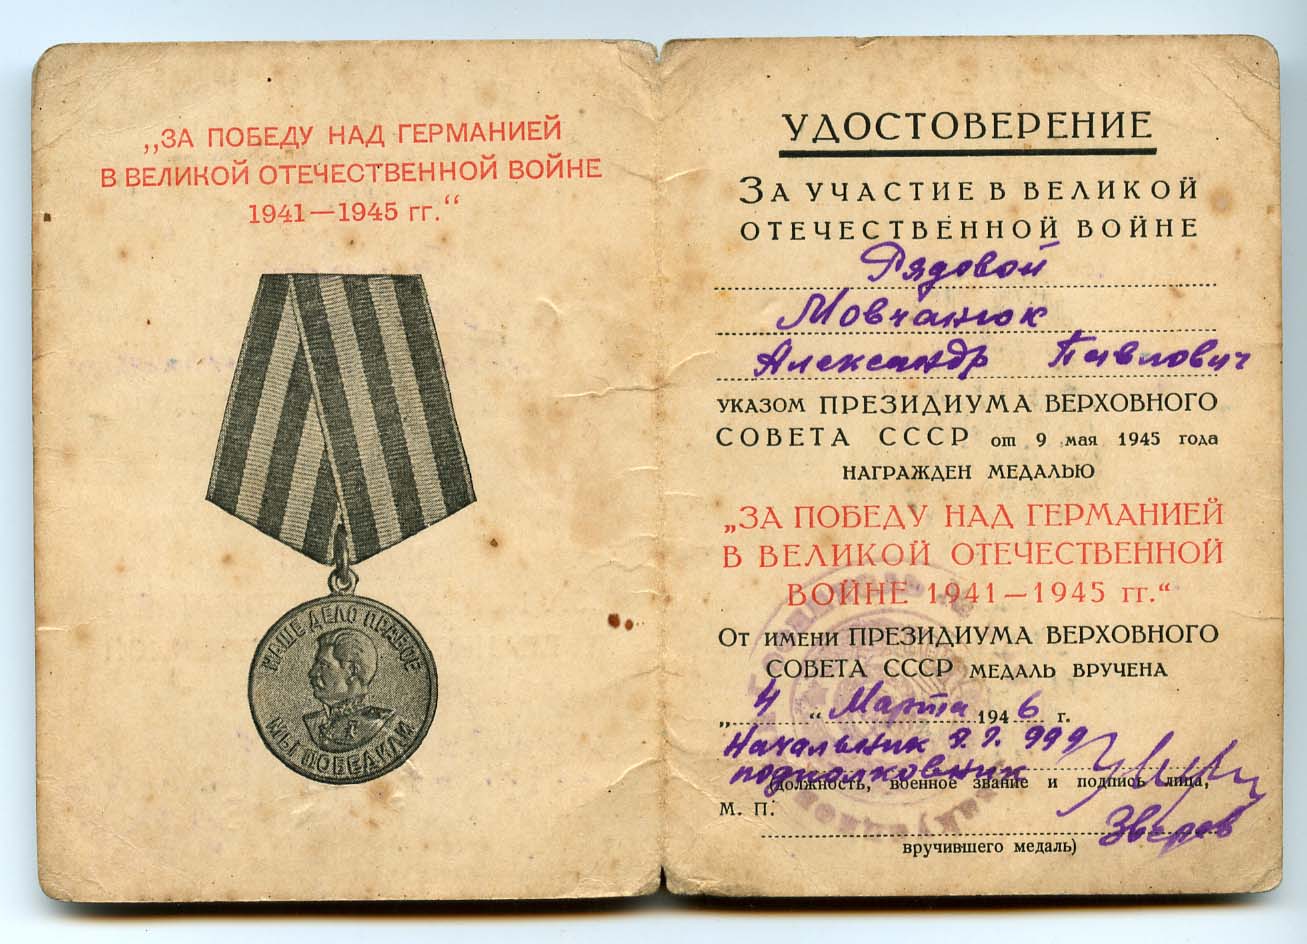 „ЗА ПОБЕДУ НАД ГЕРМАНИЕЙ
В ВЕЛИКОЙ ОТЕЧЕСТВЕННОЙ ВОЙНЕ
1941—1945 гг.“
НАШЕ ДЕЛО ПРАВОЕ
МЫ ПОБЕДИЛИ
УДОСТОВЕРЕНИЕ
ЗА УЧАСТИЕ В ВЕЛИКОЙ
ОТЕЧЕСТВЕННОЙ ВОЙНЕ
Рядовой
Мовчанюк
Александр Павлович
УКАЗОМ ПРЕЗИДИУМА ВЕРХОВНОГО
СОВЕТА СССР от 9 мая 1945 года
НАГРАЖДЕН МЕДАЛЬЮ
„ЗА ПОБЕДУ НАД ГЕРМАНИЕЙ
В ВЕЛИКОЙ ОТЕЧЕСТВЕННОЙ
ВОЙНЕ 1941—1945 гг.“
ОТ ИМЕНИ ПРЕЗИДИУМА ВЕРХОВНОГО
СОВЕТА СССР МЕДАЛЬ ВРУЧЕНА
„4“ Марта 1946 г.
Начальник 999
подполковник
(должность, военное звание и подпись лица,
М. П.
Зверев
вручившего медаль)